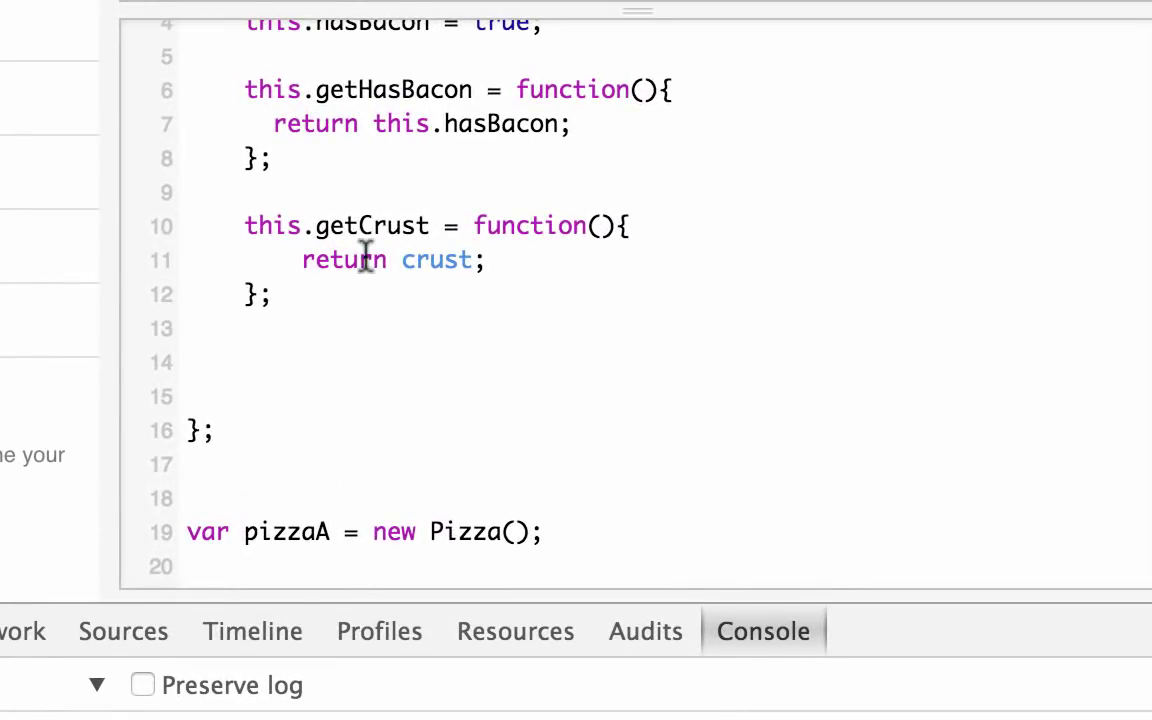 4 this.hasBacon = true;
5
6 this.getHasBacon = function(){
7 return this.hasBacon;
8 };
9
10 this.getCrust = function(){
11 return crust;
12 };
13
14
15
16 };
ne your
17
18
19 var pizzaA = new Pizza();
20
work Sources Timeline Profiles Resources Audits Console
▼ Preserve log